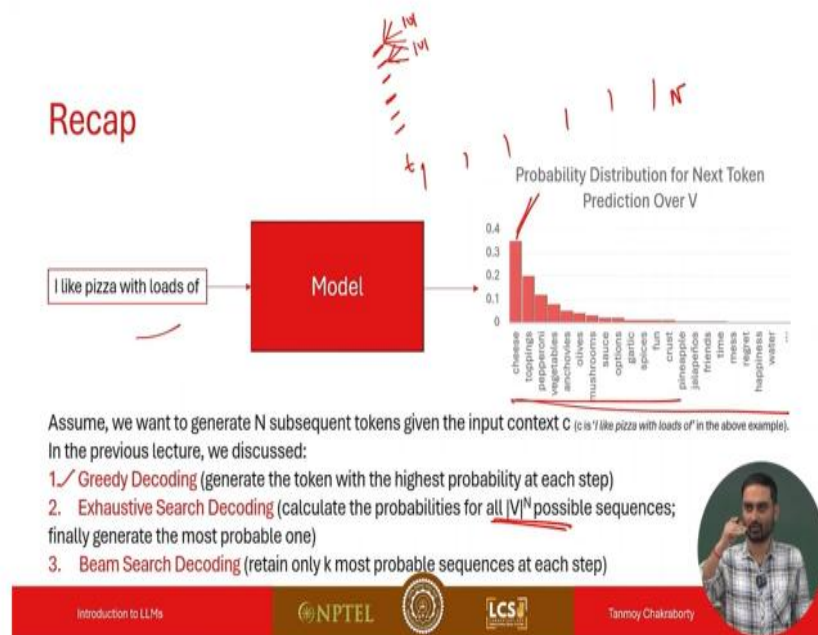 |V|
|V|
N
Recap
t1
Probability Distribution for Next Token
Prediction Over V
0.4
0.3
0.2
0.1
0
I like pizza with loads of
Model
cheese
toppings
pepperoni
vegetables
anchovies
olives
mushrooms
sauce
options
garlic
spices
fun
crust
pineapple
jalapeños
friends
time
mess
regret
happiness
water
...
Assume, we want to generate N subsequent tokens given the input context c (c is 'I like pizza with loads of' in the above example).
In the previous lecture, we discussed:
1. Greedy Decoding (generate the token with the highest probability at each step)
2. Exhaustive Search Decoding (calculate the probabilities for all |V|^N possible sequences;
finally generate the most probable one)
3. Beam Search Decoding (retain only k most probable sequences at each step)
Introduction to LLMs
NPTEL
LCS
Tanmoy Chakraborty